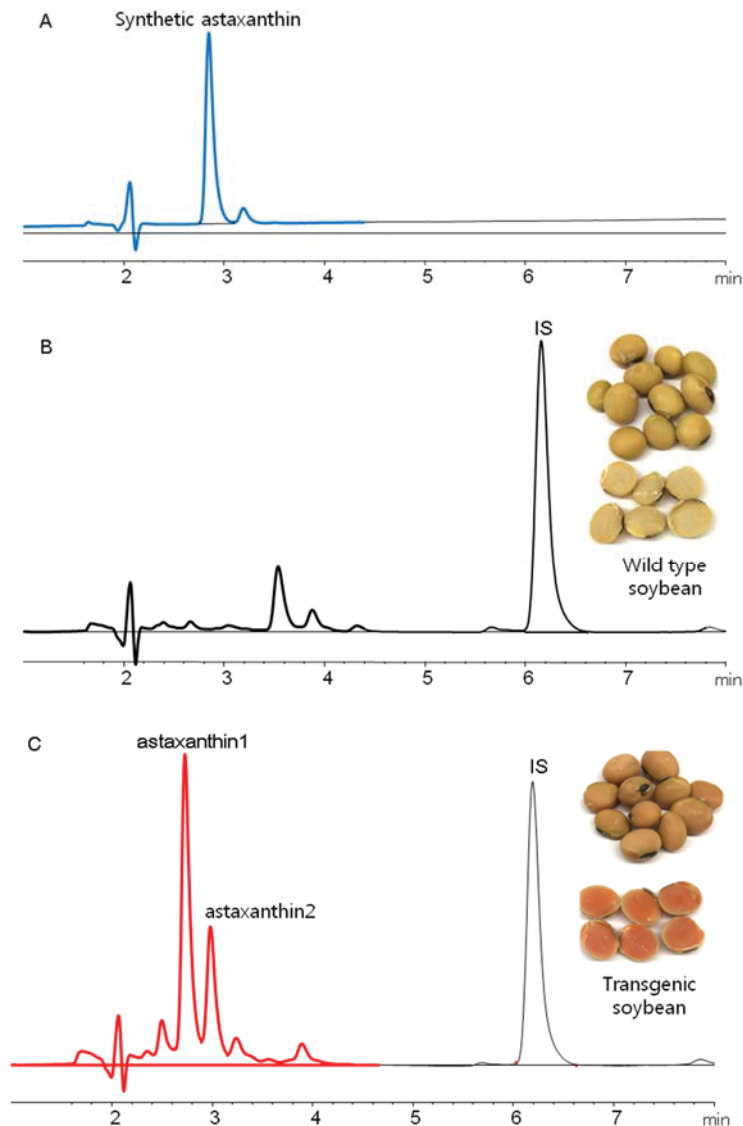 A
Synthetic astaxanthin
2 3 4 5 6 7 min
B
IS
Wild type
soybean
2 3 4 5 6 7 min
C
astaxanthin1
IS
astaxanthin2
Transgenic
soybean
2 3 4 5 6 7 min